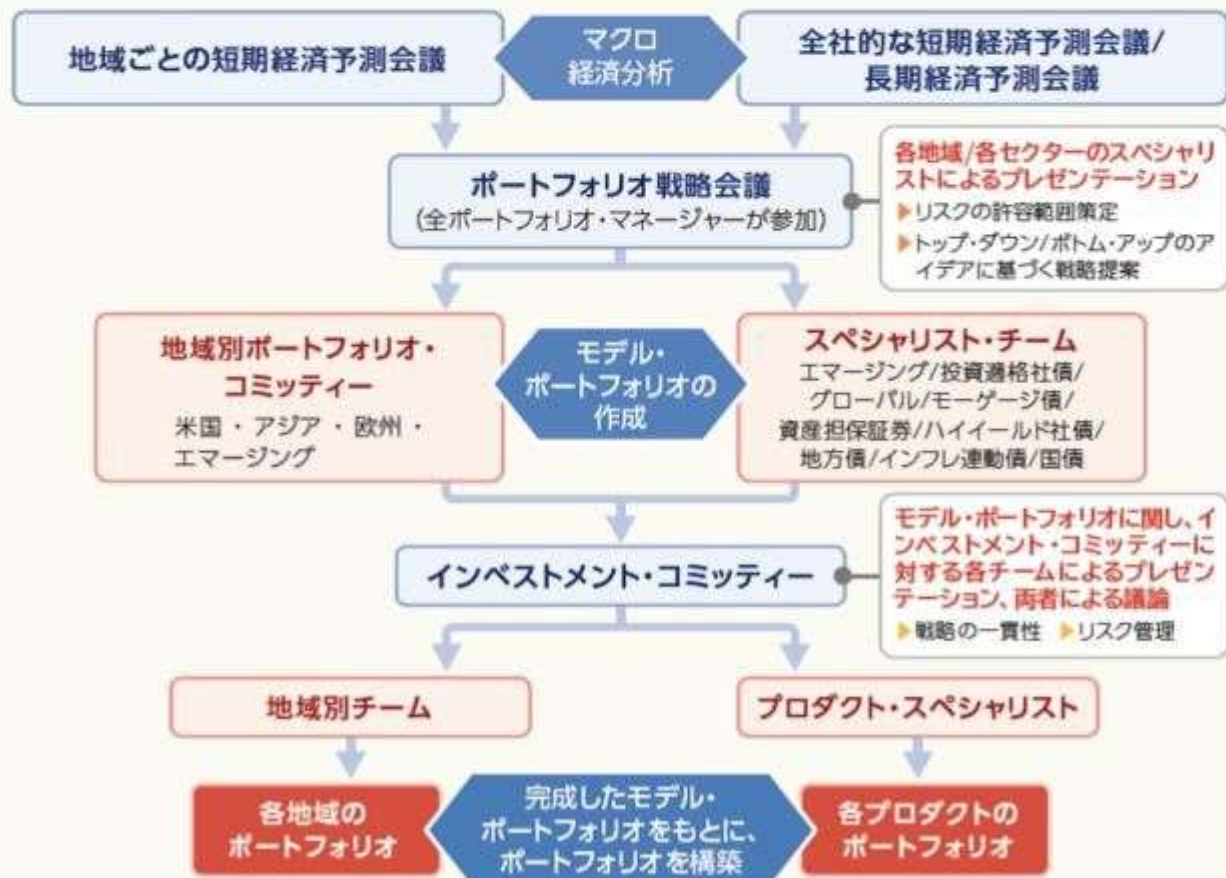 地域ごとの短期経済予測会議
マクロ
経済分析
全社的な短期経済予測会議/
長期経済予測会議
ポートフォリオ戦略会議
(全ポートフォリオ・マネージャーが参加)
各地域/各セクターのスペシャリ
ストによるプレゼンテーション
▶リスクの許容範囲策定
▶トップ・ダウン/ボトム・アップのア
イデアに基づく戦略提案
地域別ポートフォリオ・
コミッティー
米国・アジア・欧州・
エマージング
モデル・
ポートフォリオの
作成
スペシャリスト・チーム
エマージング/投資適格社債/
グローバル/モーゲージ債/
資産担保証券/ハイイールド社債/
地方債/インフレ連動債/国債
インベストメント・コミッティー
モデル・ポートフォリオに関し、イ
ンベストメント・コミッティーに
対する各チームによるプレゼン
テーション、両者による議論
▶戦略の一貫性 ▶リスク管理
地域別チーム
プロダクト・スペシャリスト
各地域の
ポートフォリオ
完成したモデル・
ポートフォリオをもとに、
ポートフォリオを構築
各プロダクトの
ポートフォリオ